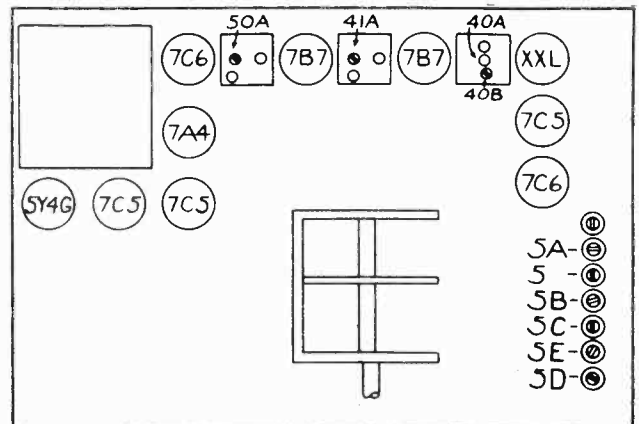 50A 41A 40A
7C6 7B7 7B7 XXL
40B
7A4 7C5
7C6
5Y4G 7C5 7C5
5A-
5 -
5B-
5C-
5E-
5D-